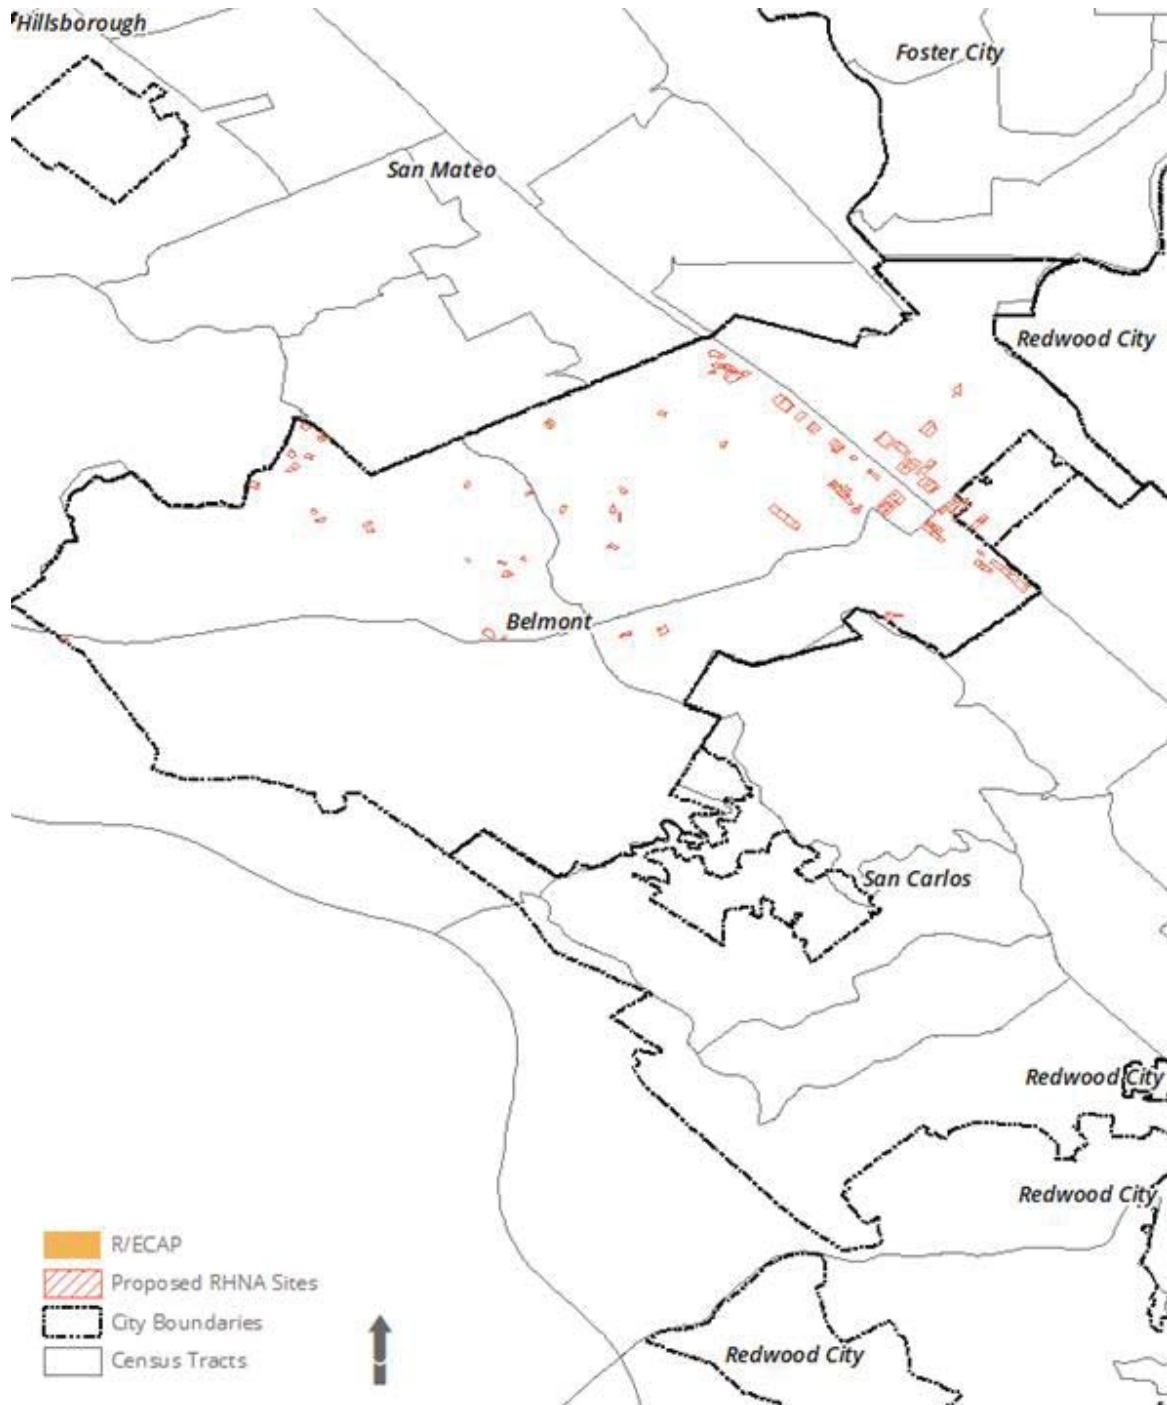 Hillsborough
Foster City
San Mateo
Redwood City
Belmont
San Carlos
Redwood City
Redwood City
R/ECAP
Proposed RHNA Sites
City Boundaries
Census Tracts
Redwood City